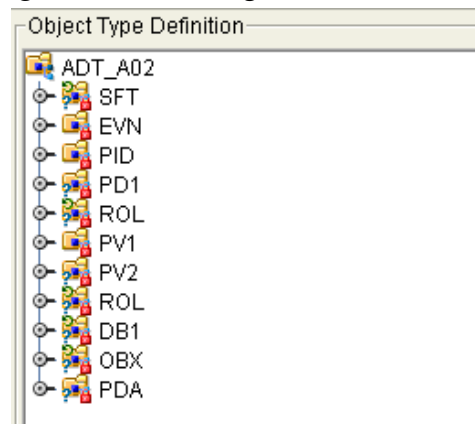 Object Type Definition
ADT_A02
SFT
EVN
PID
PD1
ROL
PV1
PV2
ROL
DB1
OBX
PDA